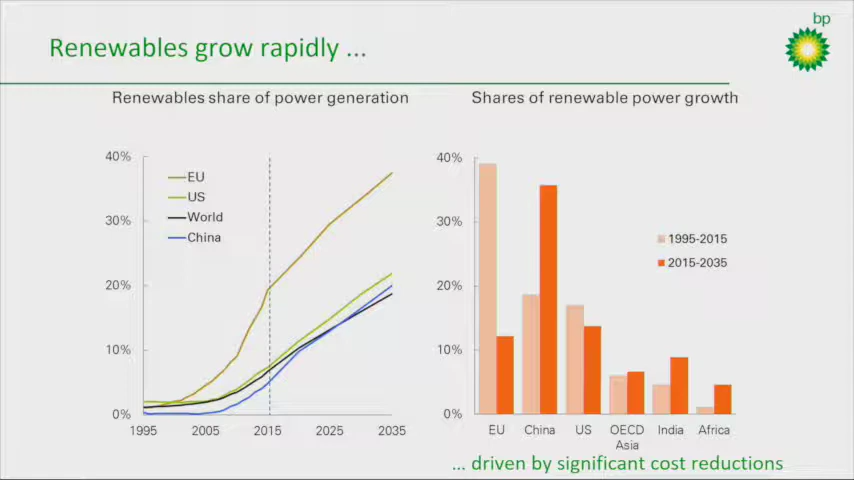 bp
Renewables grow rapidly ...
Renewables share of power generation
40%
30%
20%
10%
0%
EU
US
World
China
1995
2005
2015
2025
2035
Shares of renewable power growth
40%
30%
20%
10%
0%
1995-2015
2015-2035
EU
China
US
OECD
Asia
India
Africa
... driven by significant cost reductions